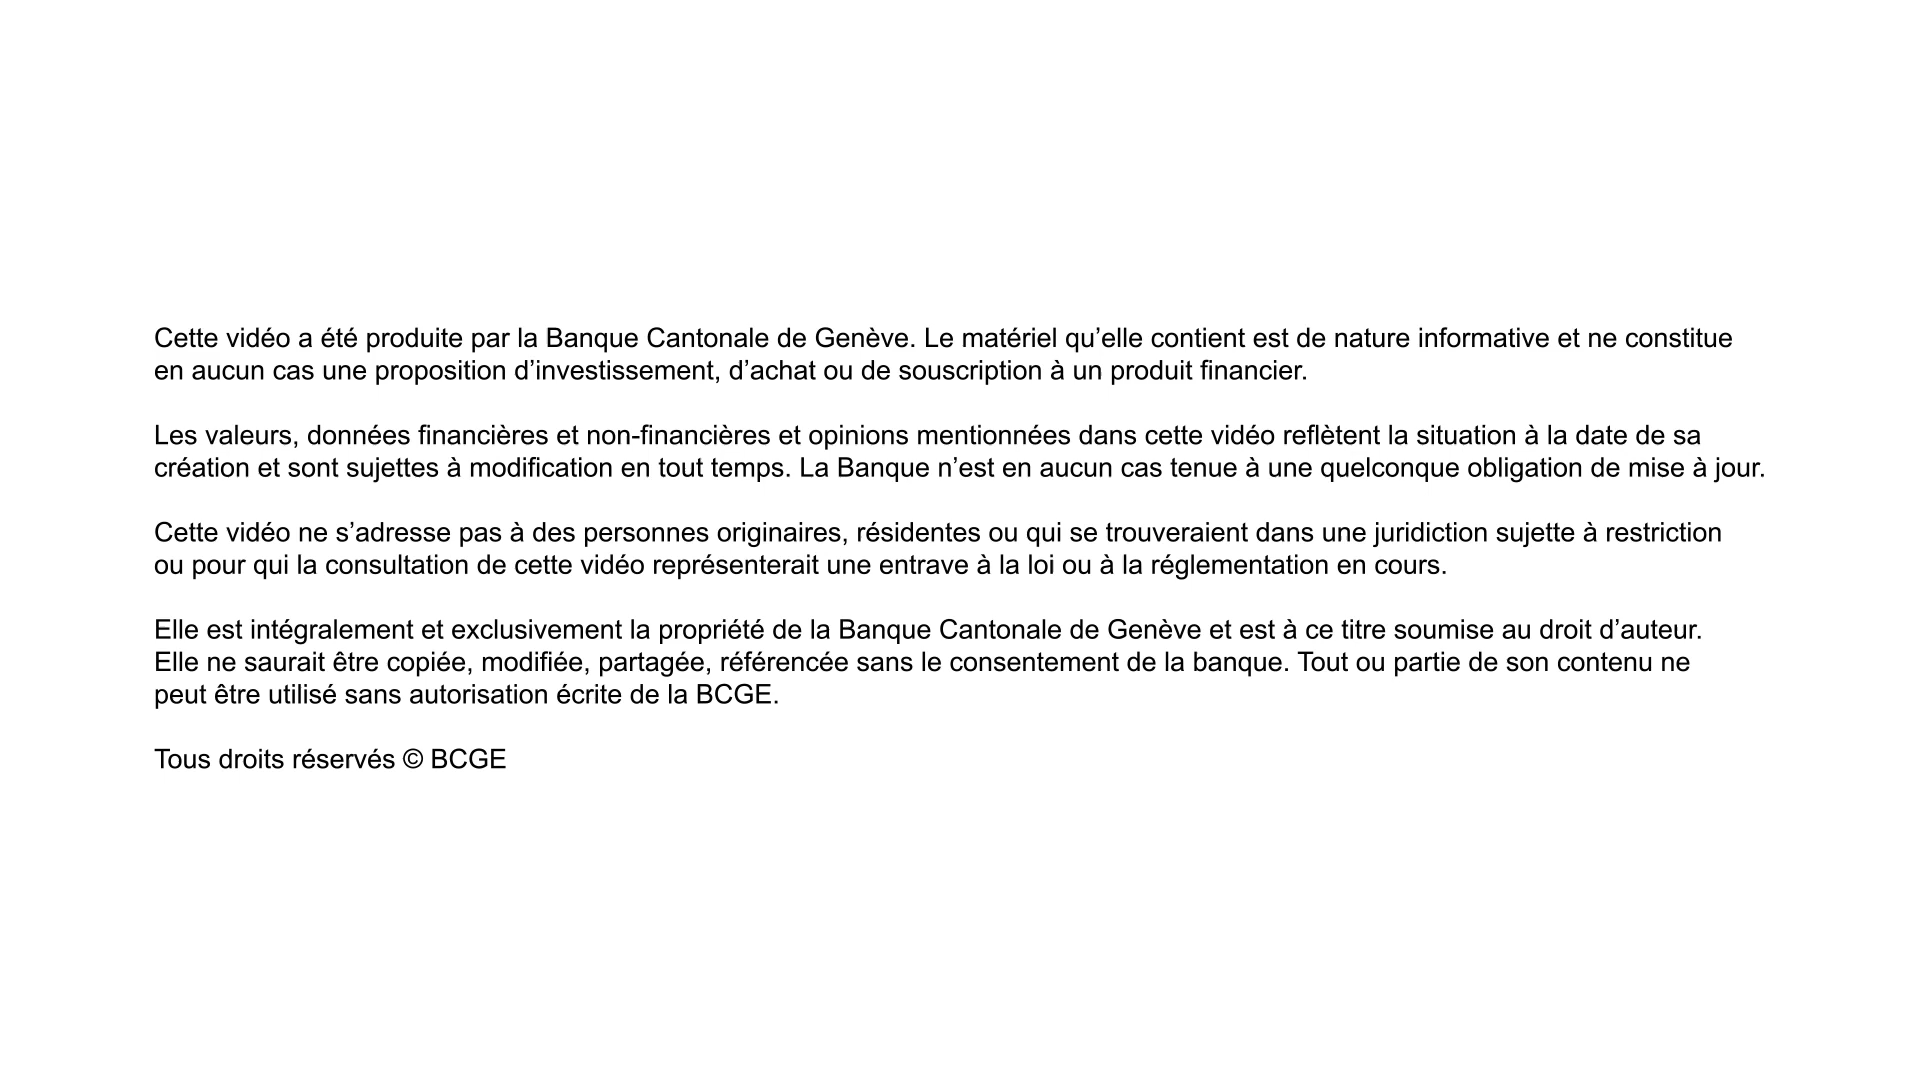 Cette vidéo a été produite par la Banque Cantonale de Genève. Le matériel qu’elle contient est de nature informative et ne constitue
en aucun cas une proposition d’investissement, d’achat ou de souscription à un produit financier.
Les valeurs, données financières et non-financières et opinions mentionnées dans cette vidéo reflètent la situation à la date de sa
création et sont sujettes à modification en tout temps. La Banque n’est en aucun cas tenue à une quelconque obligation de mise à jour.
Cette vidéo ne s’adresse pas à des personnes originaires, résidentes ou qui se trouveraient dans une juridiction sujette à restriction
ou pour qui la consultation de cette vidéo représenterait une entrave à la loi ou à la réglementation en cours.
Elle est intégralement et exclusivement la propriété de la Banque Cantonale de Genève et est à ce titre soumise au droit d’auteur.
Elle ne saurait être copiée, modifiée, partagée, référencée sans le consentement de la banque. Tout ou partie de son contenu ne
peut être utilisé sans autorisation écrite de la BCGE.
Tous droits réservés © BCGE